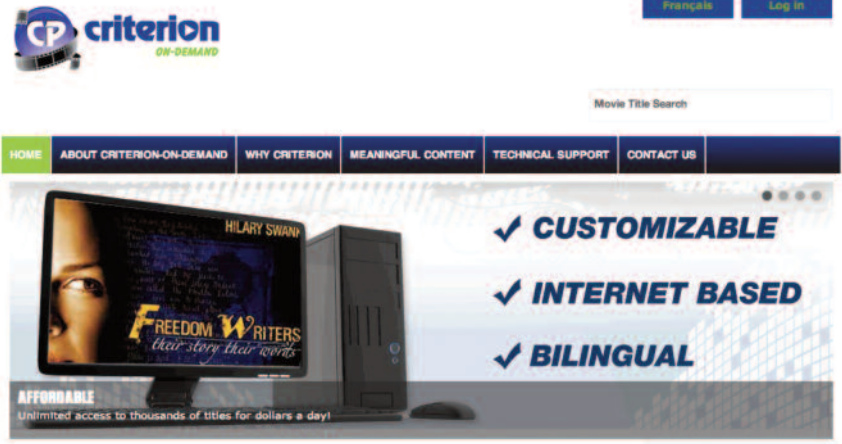 Français
Log in
CP criterion
ON-DEMAND
Movie Title Search
HOME
ABOUT CRITERION-ON-DEMAND
WHY CRITERION
MEANINGFUL CONTENT
TECHNICAL SUPPORT
CONTACT US
HILARY SWANK
FREEDOM WRITERS
their story their words
✓ CUSTOMIZABLE
✓ INTERNET BASED
✓ BILINGUAL
AFFORDABLE
Unlimited access to thousands of titles for dollars a day!